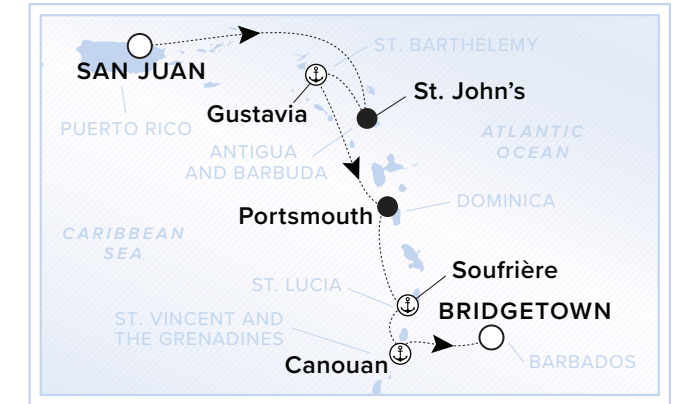 ST. BARTHÉLEMY
SAN JUAN
St. John’s
Gustavia
PUERTO RICO
ATLANTIC
OCEAN
ANTIGUA
AND BARBUDA
DOMINICA
Portsmouth
CARIBBEAN
SEA
Soufrière
ST. LUCIA
BRIDGETOWN
ST. VINCENT AND
THE GRENADINES
Canouan
BARBADOS